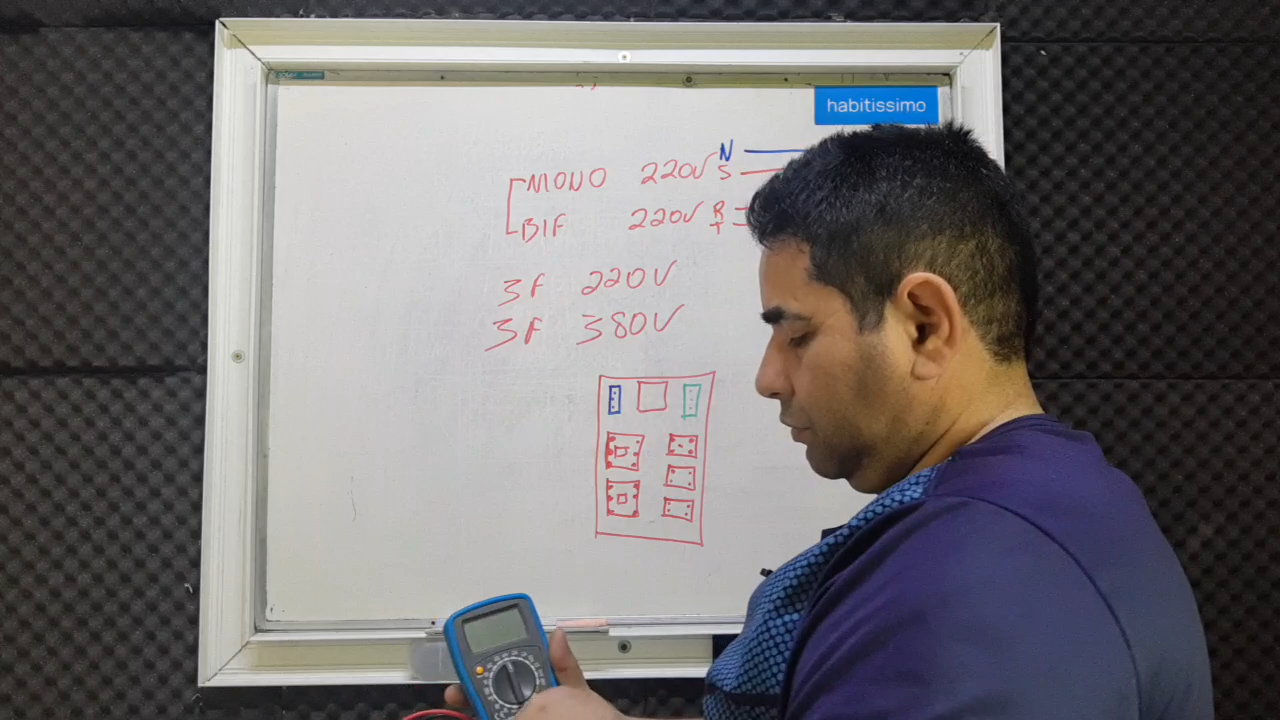 habitissimo
N
MONO 220V S
BIF 220V R
T
3F 220V
3F 380V